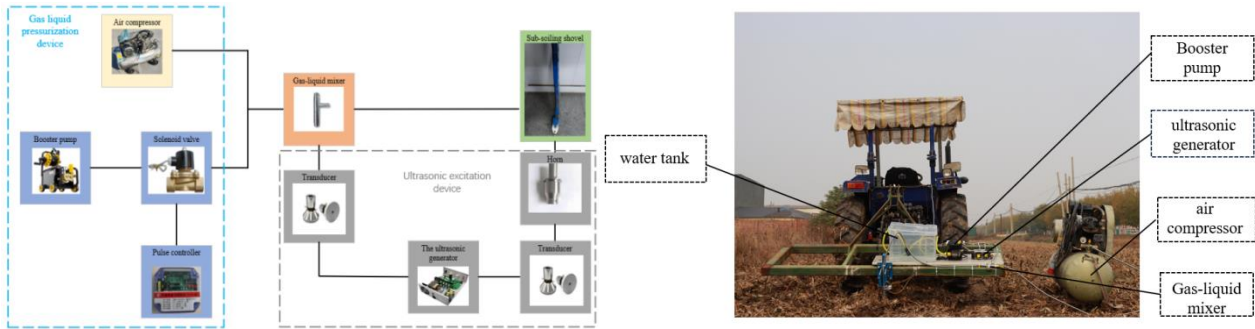 Gas liquid
pressurization
device
Air compressor
Booster pump
Solenoid valve
Pulse controller
Gas-liquid mixer
Sub-soiling shovel
Transducer
Ultrasonic excitation
device
Horn
The ultrasonic
generator
Transducer
water tank
Booster
pump
ultrasonic
generator
air
compressor
Gas-liquid
mixer